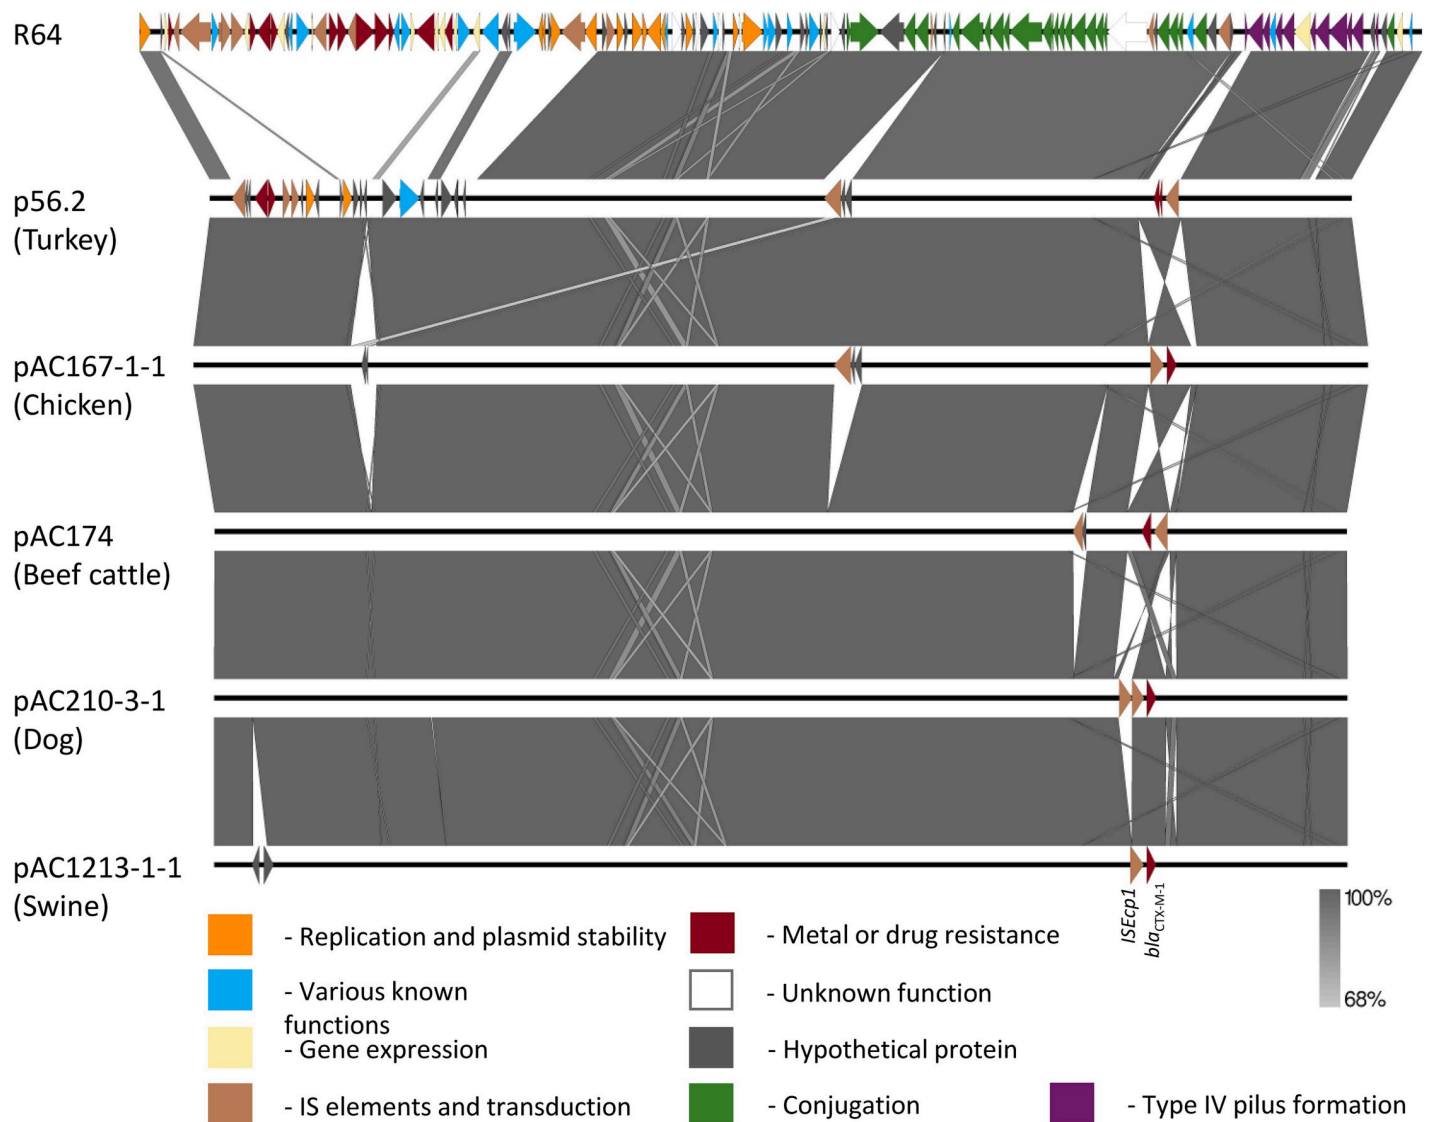 R64
p56.2
(Turkey)
pAC167-1-1
(Chicken)
pAC174
(Beef cattle)
pAC210-3-1
(Dog)
pAC1213-1-1
(Swine)
ISEcp1
blaCTX-M-1
100%
68%
- Replication and plasmid stability
- Metal or drug resistance
- Various known
functions
- Unknown function
- Gene expression
- Hypothetical protein
- IS elements and transduction
- Conjugation
- Type IV pilus formation